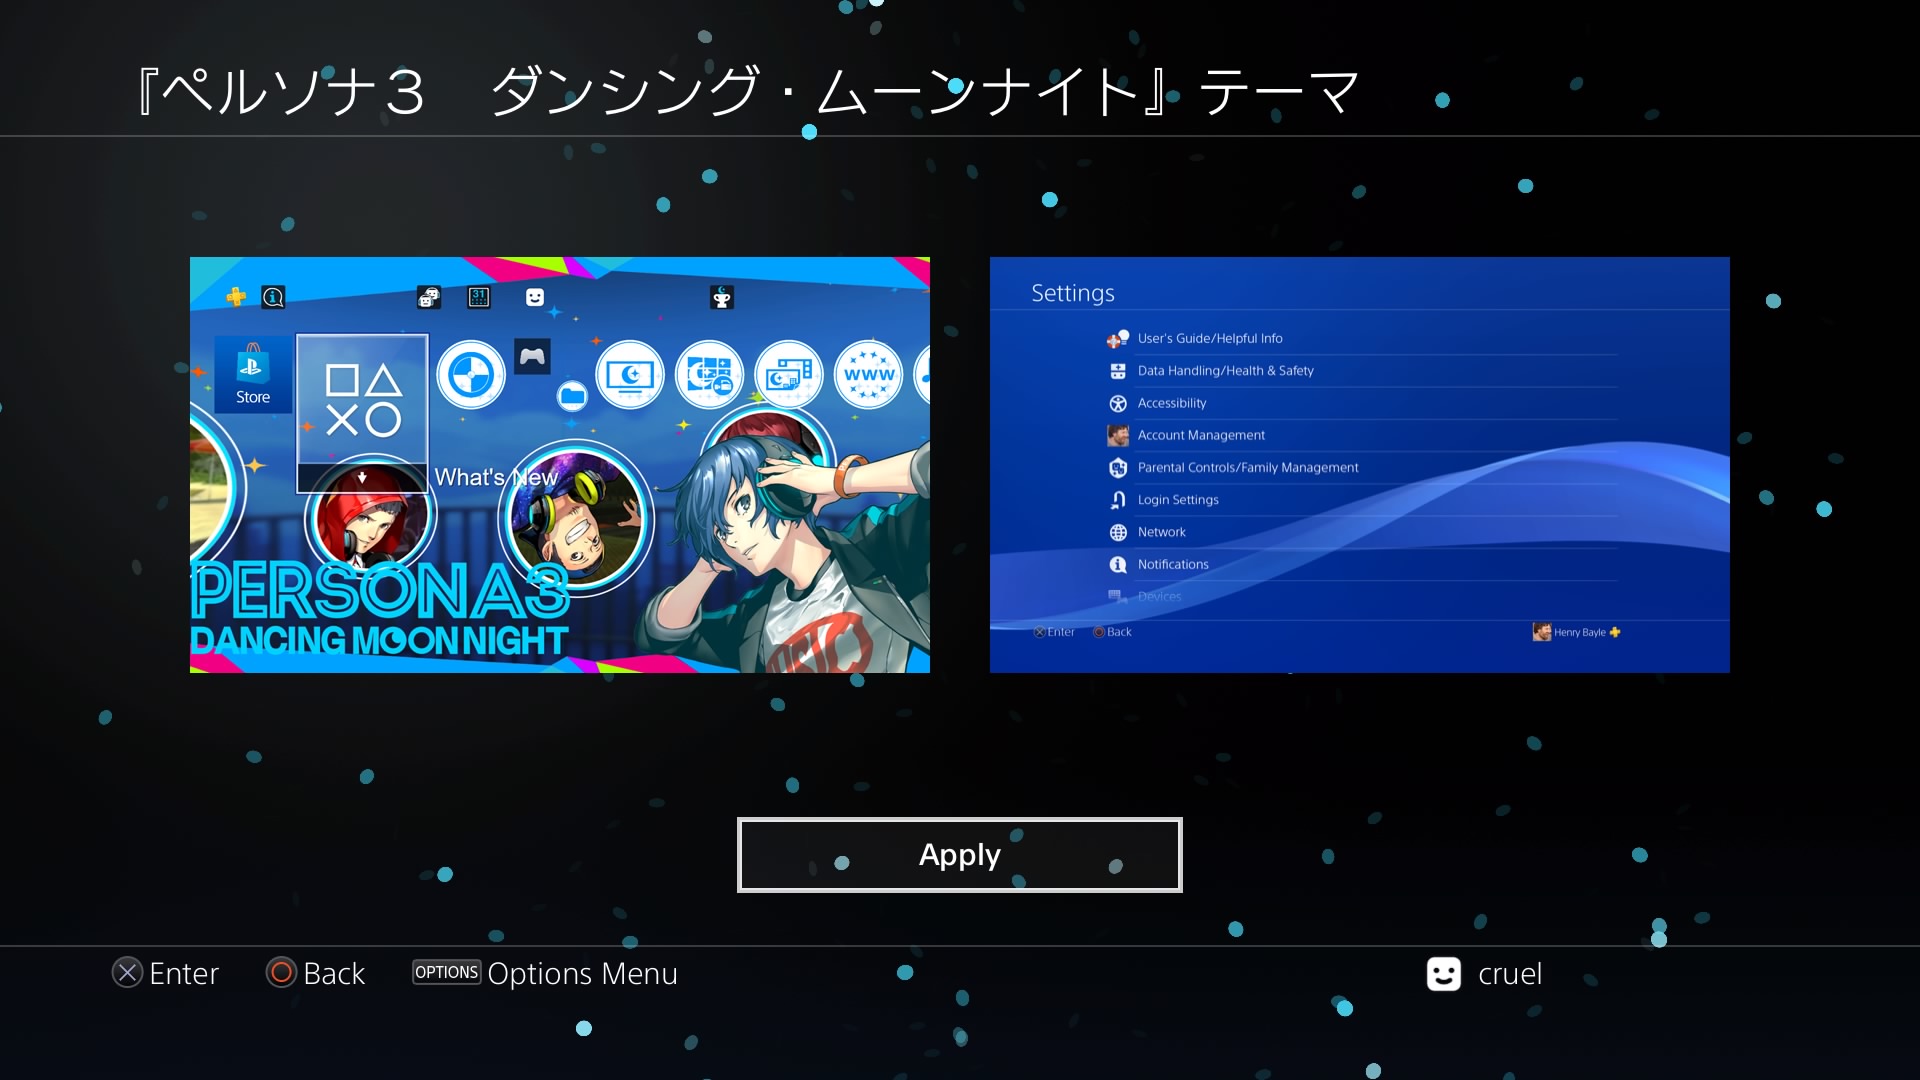 『ペルソナ３　ダンシング・ムーンナイト』テーマ
31
Store
What's New
WWW
PERSONA3
DANCING MOON NIGHT
Settings
User's Guide/Helpful Info
Data Handling/Health & Safety
Accessibility
Account Management
Parental Controls/Family Management
Login Settings
Network
Notifications
Devices
Enter
Back
Henry Bayle
Apply
Enter
Back
OPTIONS Options Menu
cruel